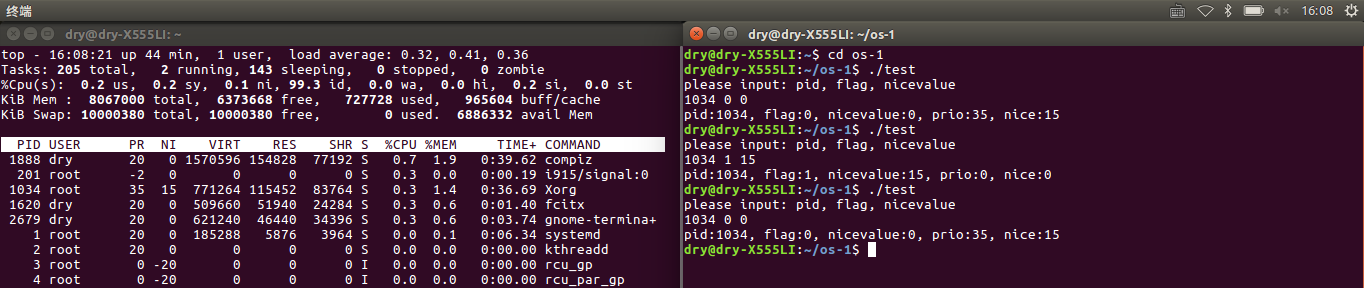 终端
16:08
dry@dry-X555LI: ~
top - 16:08:21 up 44 min,  1 user,  load average: 0.32, 0.41, 0.36
Tasks: 205 total,   2 running, 143 sleeping,   0 stopped,   0 zombie
%Cpu(s):  0.2 us,  0.2 sy,  0.1 ni, 99.3 id,  0.0 wa,  0.0 hi,  0.2 si,  0.0 st
KiB Mem :  8067000 total,  6373668 free,   727728 used,   965604 buff/cache
KiB Swap: 10000380 total, 10000380 free,        0 used.  6886332 avail Mem
PID USER      PR  NI    VIRT    RES    SHR S  %CPU %MEM     TIME+ COMMAND
1888 dry       20   0 1570596 154828  77192 S   0.7  1.9   0:39.62 compiz
201 root      -2   0       0      0      0 S   0.3  0.0   0:00.19 i915/signal:0
1034 root      35  15  771264 115452  83764 S   0.3  1.4   0:36.69 Xorg
1620 dry       20   0  509660  51940  24284 S   0.3  0.6   0:01.40 fcitx
2679 dry       20   0  621240  46440  34396 S   0.3  0.6   0:03.74 gnome-termina+
1 root      20   0  185288   5876   3964 S   0.0  0.1   0:06.34 systemd
2 root      20   0       0      0      0 S   0.0  0.0   0:00.00 kthreadd
3 root       0 -20       0      0      0 I   0.0  0.0   0:00.00 rcu_gp
4 root       0 -20       0      0      0 I   0.0  0.0   0:00.00 rcu_par_gp
dry@dry-X555LI: ~/os-1
dry@dry-X555LI:~$ cd os-1
dry@dry-X555LI:~/os-1$ ./test
please input: pid, flag, nicevalue
1034 0 0
pid:1034, flag:0, nicevalue:0, prio:35, nice:15
dry@dry-X555LI:~/os-1$ ./test
please input: pid, flag, nicevalue
1034 1 15
pid:1034, flag:1, nicevalue:15, prio:0, nice:0
dry@dry-X555LI:~/os-1$ ./test
please input: pid, flag, nicevalue
1034 0 0
pid:1034, flag:0, nicevalue:0, prio:35, nice:15
dry@dry-X555LI:~/os-1$